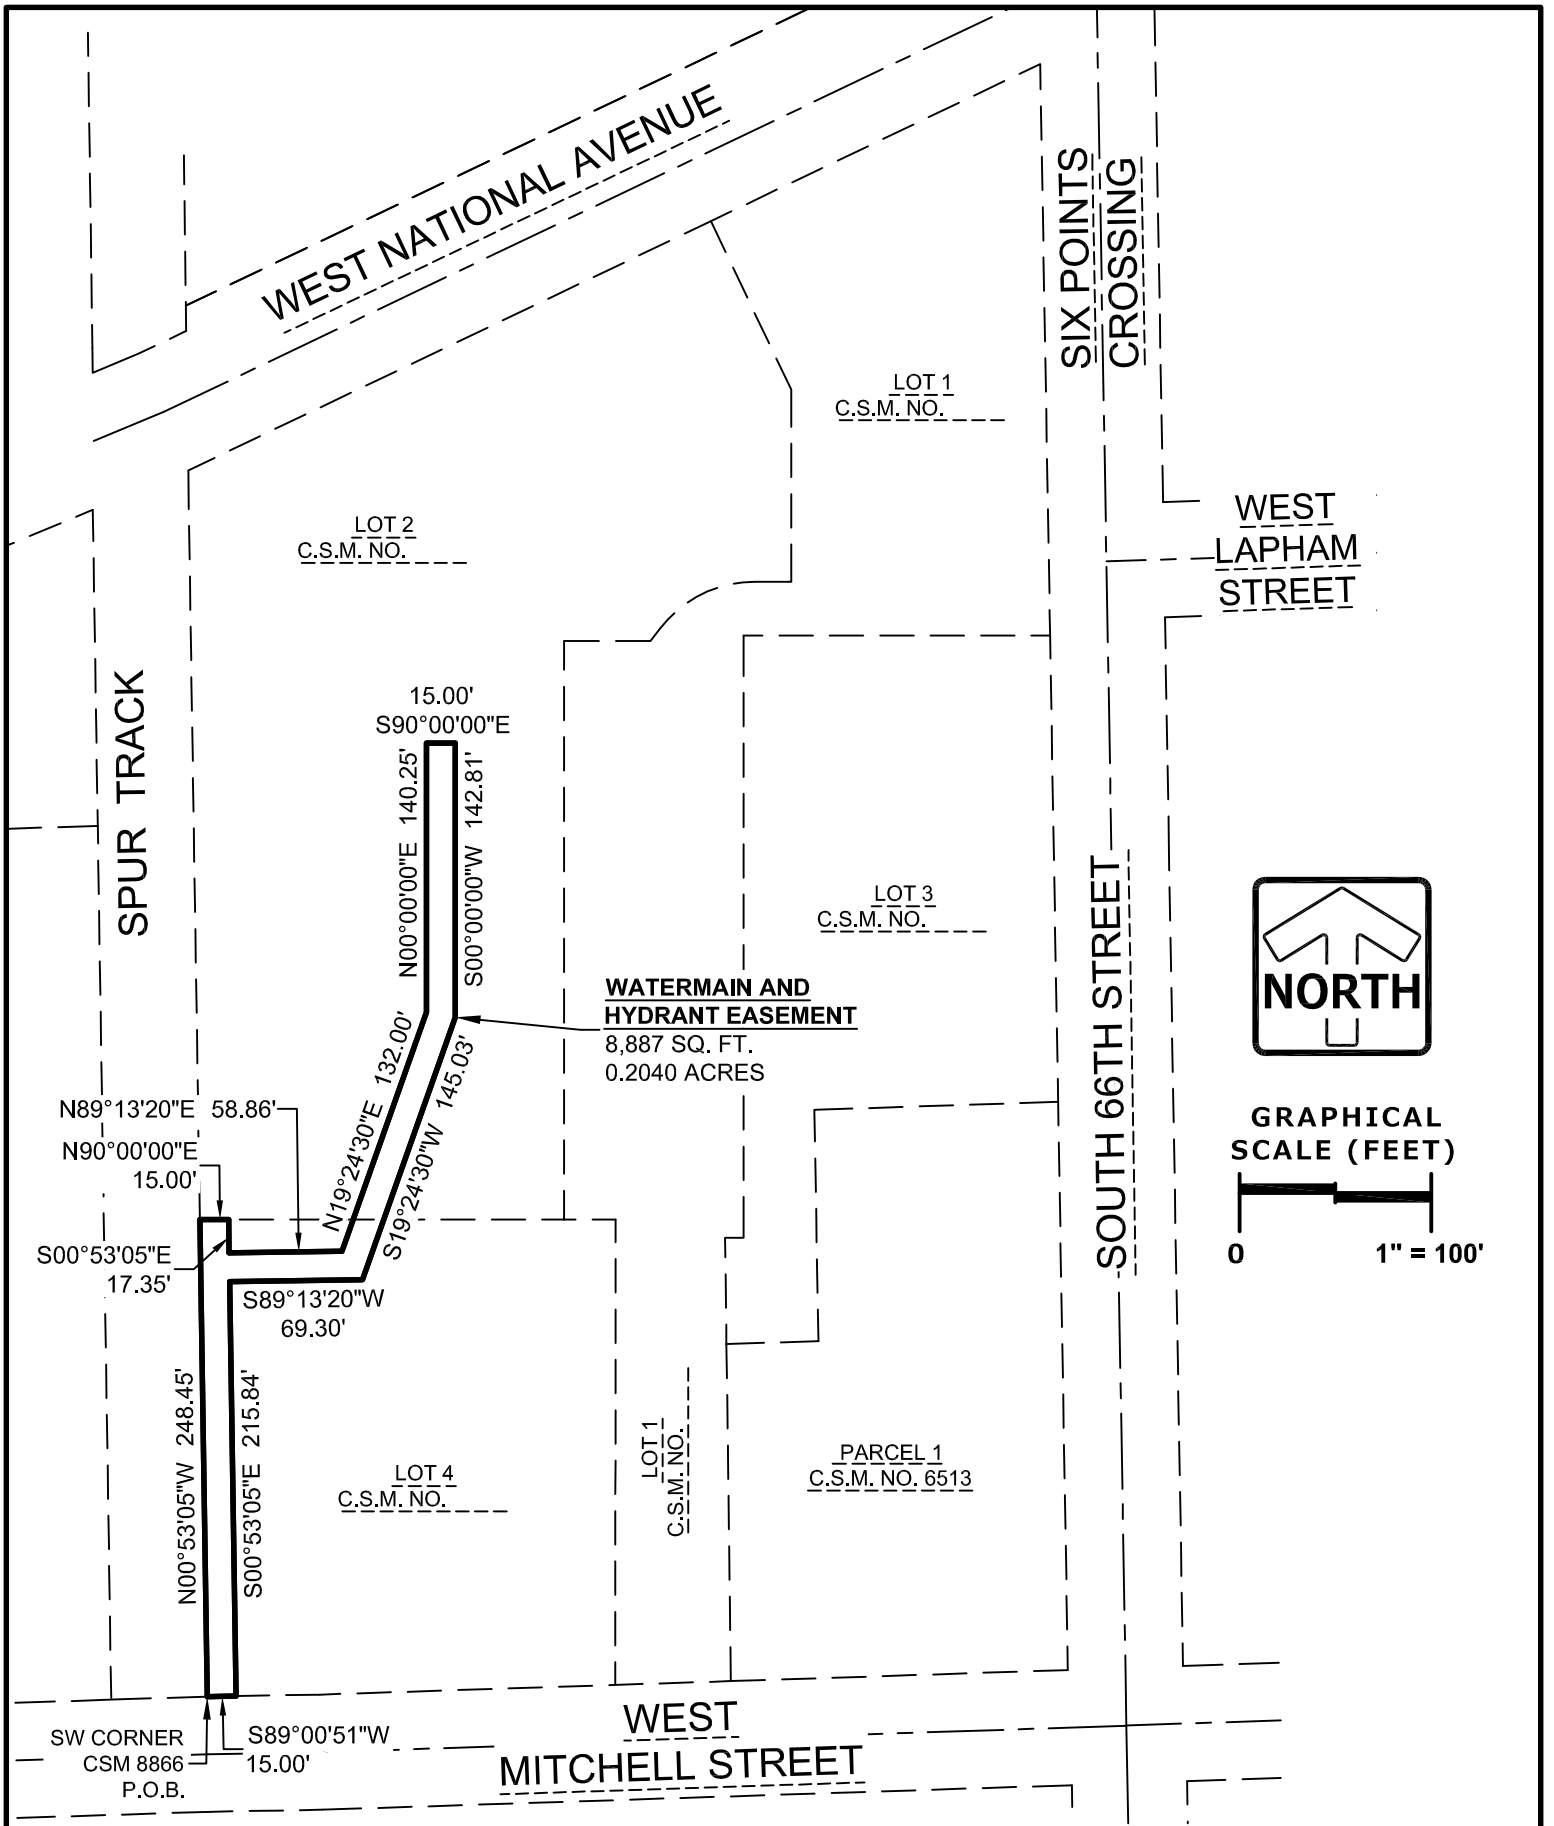 WEST NATIONAL AVENUE
SIX POINTS
CROSSING
LOT 1
C.S.M. NO.
WEST
LAPHAM
STREET
LOT 2
C.S.M. NO.
SPUR TRACK
15.00'
S90°00'00"E
N00°00'00"E 140.25'
S00°00'00"W 142.81'
LOT 3
C.S.M. NO.
SOUTH 66TH STREET
NORTH
WATERMAIN AND
HYDRANT EASEMENT
8,887 SQ. FT.
0.2040 ACRES
N19°24'30"E 132.00'
S19°24'30"W 145.03'
N89°13'20"E 58.86'
N90°00'00"E
15.00'
GRAPHICAL
SCALE (FEET)
0
1" = 100'
S00°53'05"E
17.35'
S89°13'20"W
69.30'
N00°53'05"W 248.45'
S00°53'05"E 215.84'
LOT 4
C.S.M. NO.
LOT 1
C.S.M. NO.
PARCEL 1
C.S.M. NO. 6513
SW CORNER
CSM 8866
P.O.B.
S89°00'51"W
15.00'
WEST
MITCHELL STREET